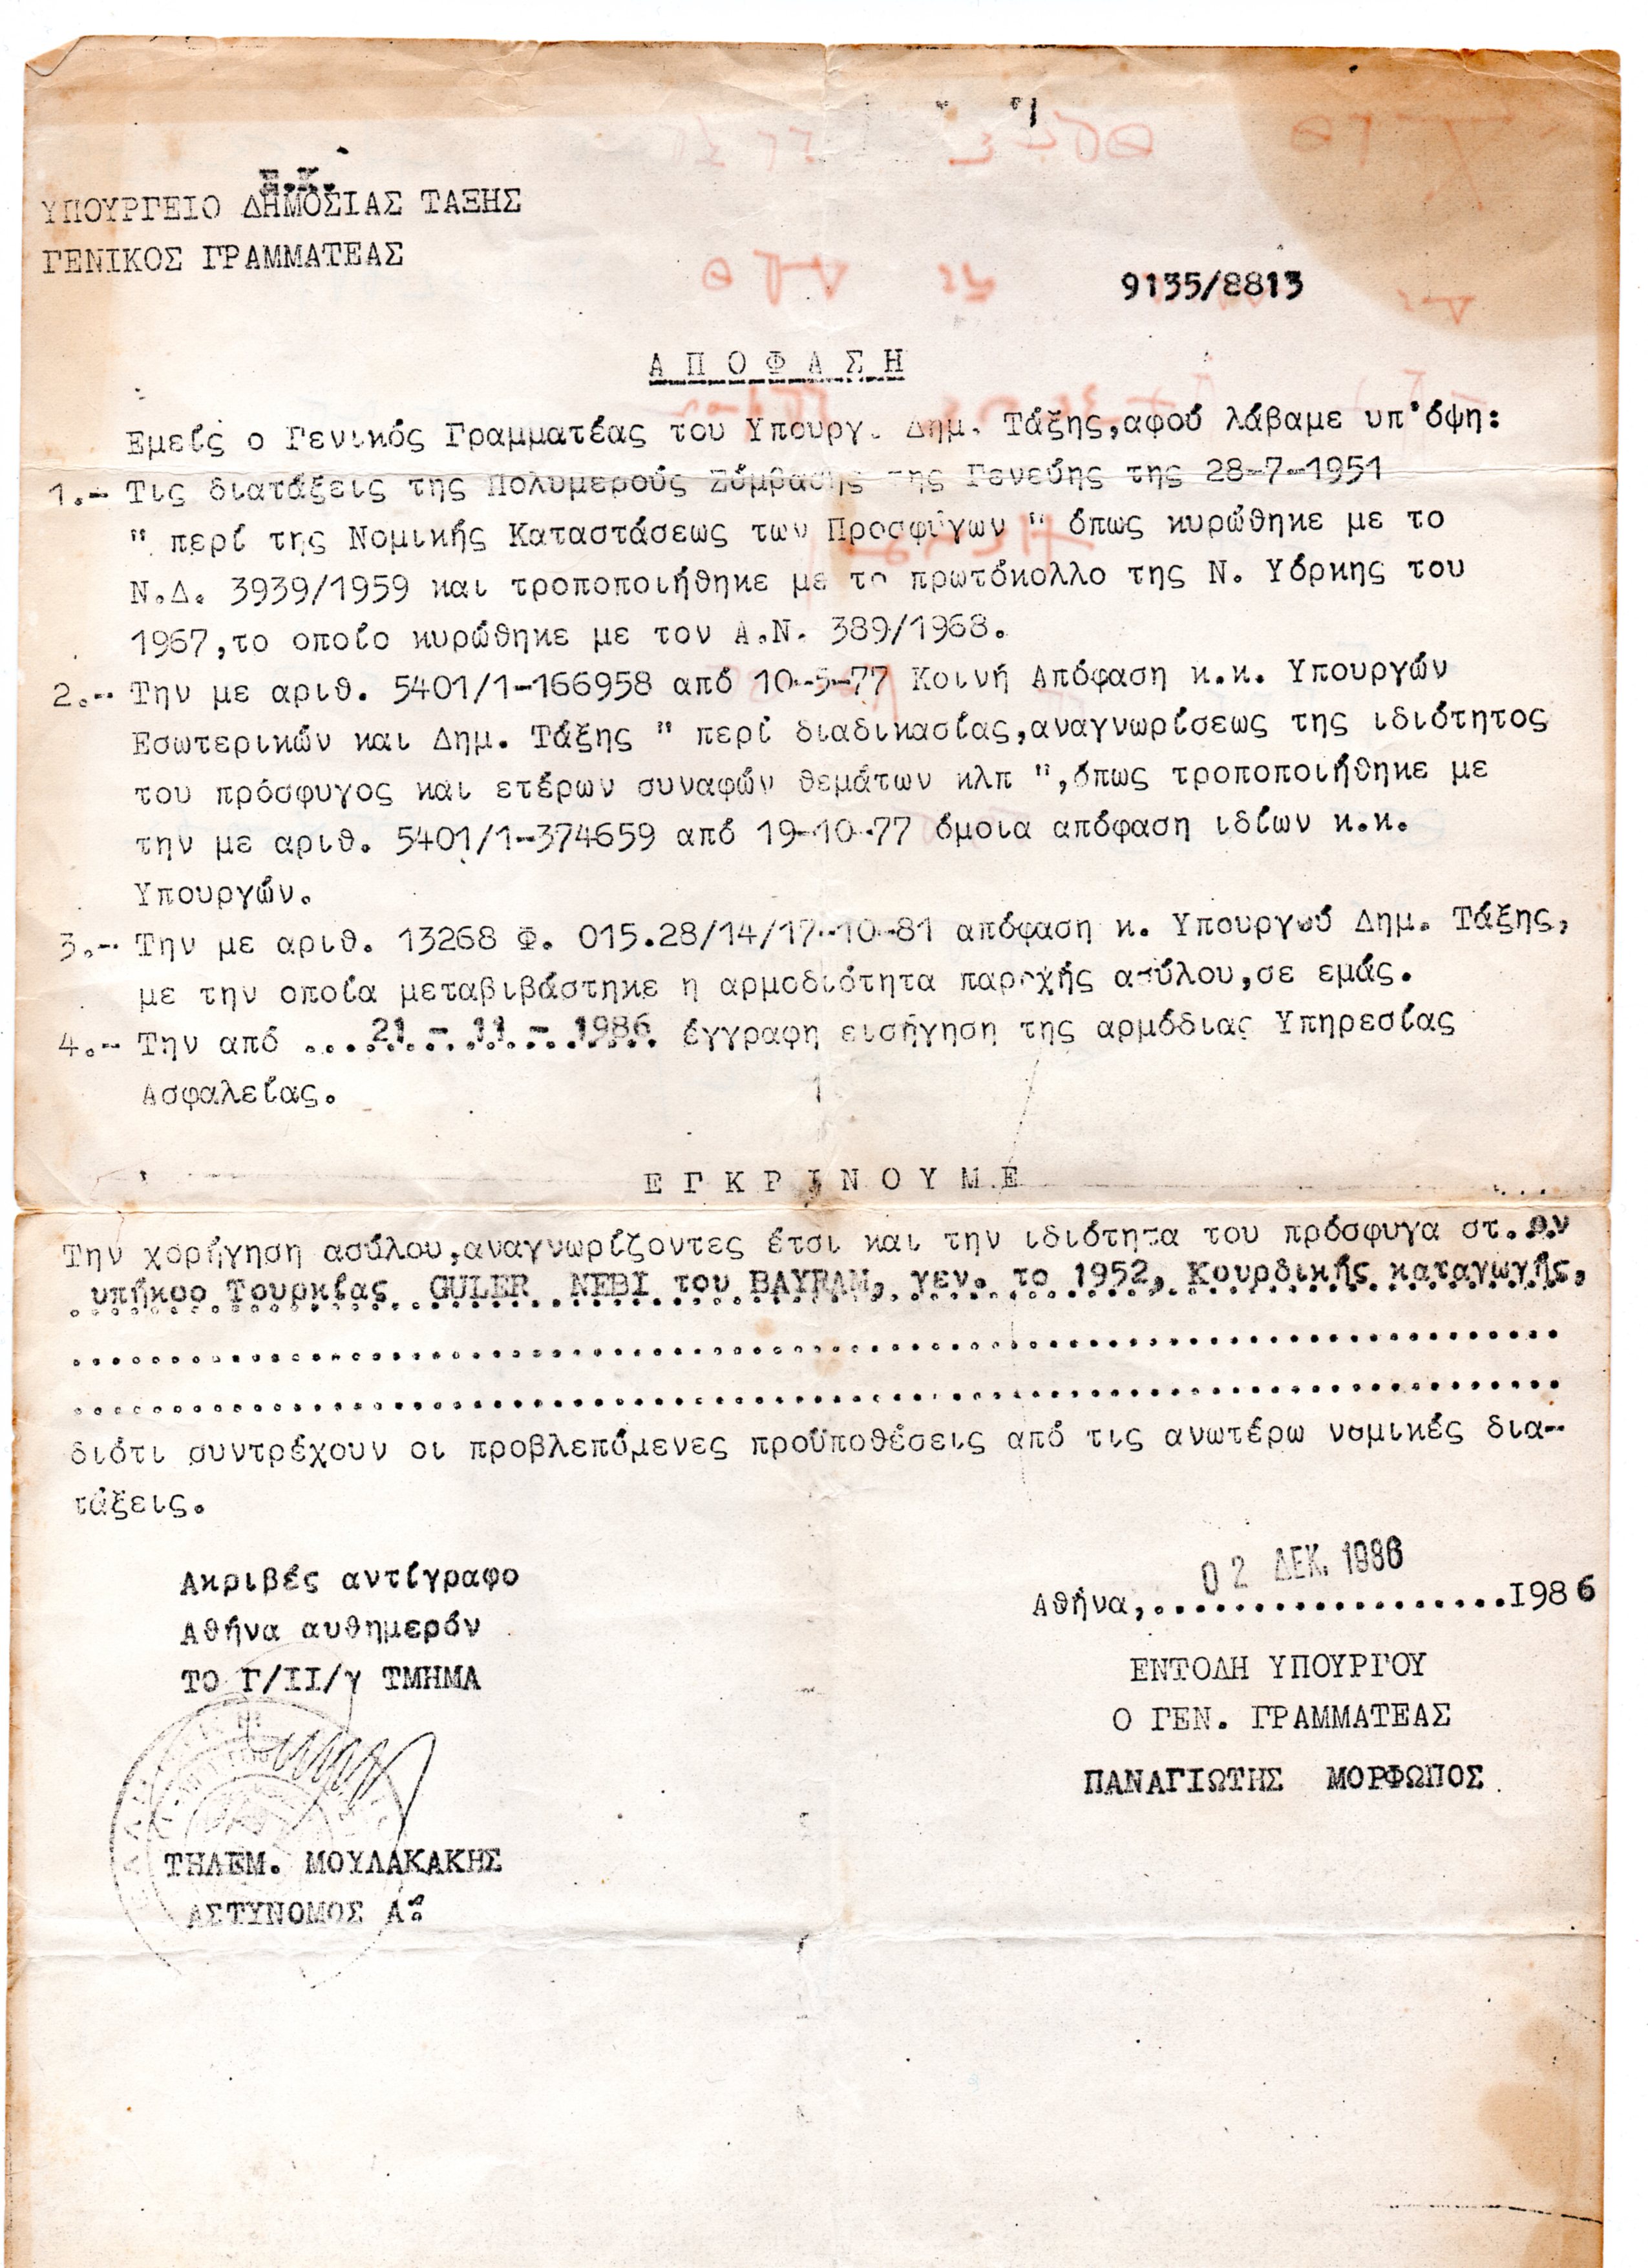 Σ.Κ.
ΥΠΟΥΡΓΕΙΟ ΔΗΜΟΣΙΑΣ ΤΑΞΗΣ
ΓΕΝΙΚΟΣ ΓΡΑΜΜΑΤΕΑΣ
9135/8813
Α Π Ο Φ Α Σ Η
Εμείς ο Γενικός Γραμματέας του Υπουργ. Δημ. Τάξης,αφού λάβαμε υπ'όψη:
1.- Τις διατάξεις της Πολυμερούς Σύμβασης της Γενεύης της 28-7-1951
" περί της Νομικής Καταστάσεως των Προσφύγων " όπως κυρώθηκε με το
Ν.Δ. 3939/1959 και τροποποιήθηκε με το πρωτόκολλο της Ν. Υόρκης του
1967,το οποίο κυρώθηκε με τον Α.Ν. 389/1968.
2.- Την με αριθ. 5401/1-166958 από 10-5-77 Κοινή Απόφαση κ.κ. Υπουργών
Εσωτερικών και Δημ. Τάξης " περί διαδικασίας,αναγνωρίσεως της ιδιότητος
του πρόσφυγος και ετέρων συναφών θεμάτων κλπ ",όπως τροποποιήθηκε με
την με αριθ. 5401/1-374659 από 19-10-77 όμοια απόφαση ιδίων κ.κ.
Υπουργών.
3.- Την με αριθ. 13268 Φ. 015.28/14/17-10-81 απόφαση κ. Υπουργού Δημ. Τάξης,
με την οποία μεταβιβάστηκε η αρμοδιότητα παροχής ασύλου,σε εμάς.
4.- Την από ...21 - 11 - 1986 έγγραφη εισήγηση της αρμόδιας Υπηρεσίας
Ασφαλείας.
Ε Γ Κ Ρ Ι Ν Ο Υ Μ Ε
Την χορήγηση ασύλου,αναγνωρίζοντες έτσι και την ιδιότητα του πρόσφυγα στ..ον
υπήκοο Τουρκίας GULER NEBI του BAYRAM, γεν. το 1952, Κουρδικής καταγωγής,
διότι συντρέχουν οι προβλεπόμενες προϋποθέσεις από τις ανωτέρω νομικές δια-
τάξεις.
Ακριβές αντίγραφο
Αθήνα αυθημερόν
ΤΟ Γ/ΙΙ/γ ΤΜΗΜΑ
ΤΗΛΕΜ. ΜΟΥΛΑΚΑΚΗΣ
ΑΣΤΥΝΟΜΟΣ Α΄
02 ΔΕΚ. 1986
Αθήνα,....................1986
ΕΝΤΟΛΗ ΥΠΟΥΡΓΟΥ
Ο ΓΕΝ. ΓΡΑΜΜΑΤΕΑΣ
ΠΑΝΑΓΙΩΤΗΣ ΜΟΡΦΩΠΟΣ